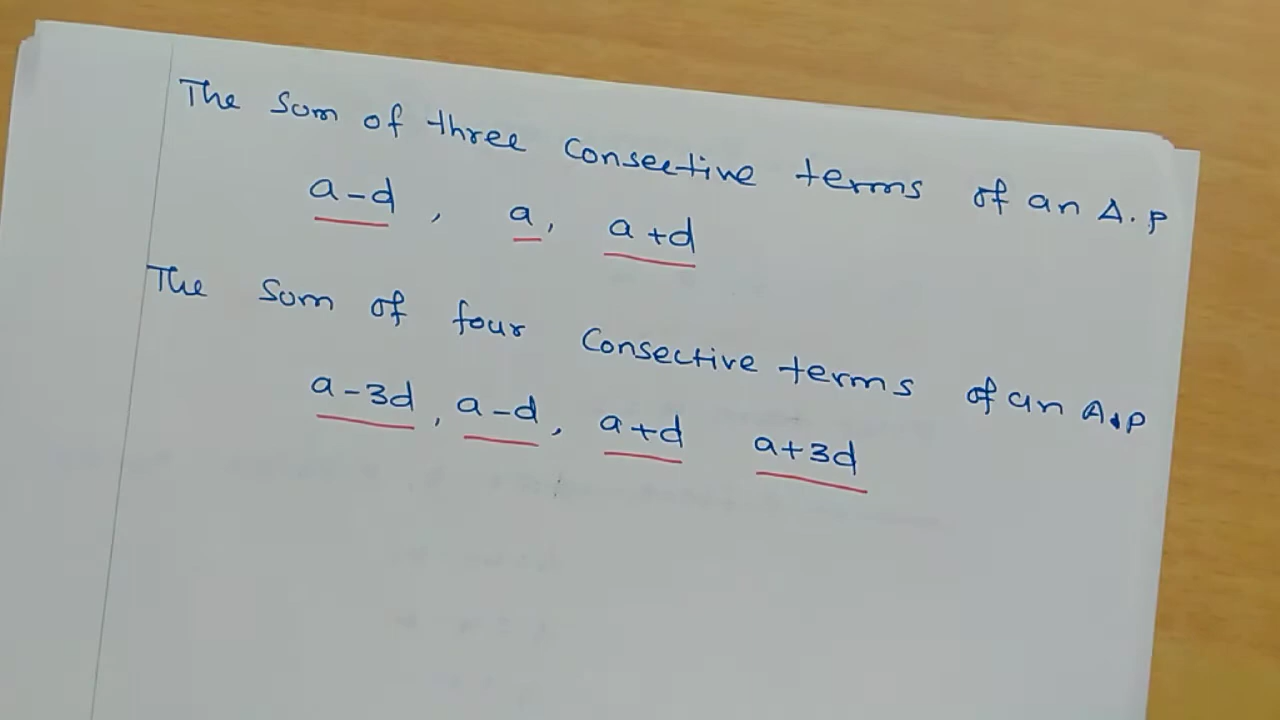 The Sum of three Consective terms of an A.P
a-d, a, a+d
The Sum of four Consective terms of an A.P
a-3d, a-d, a+d a+3d